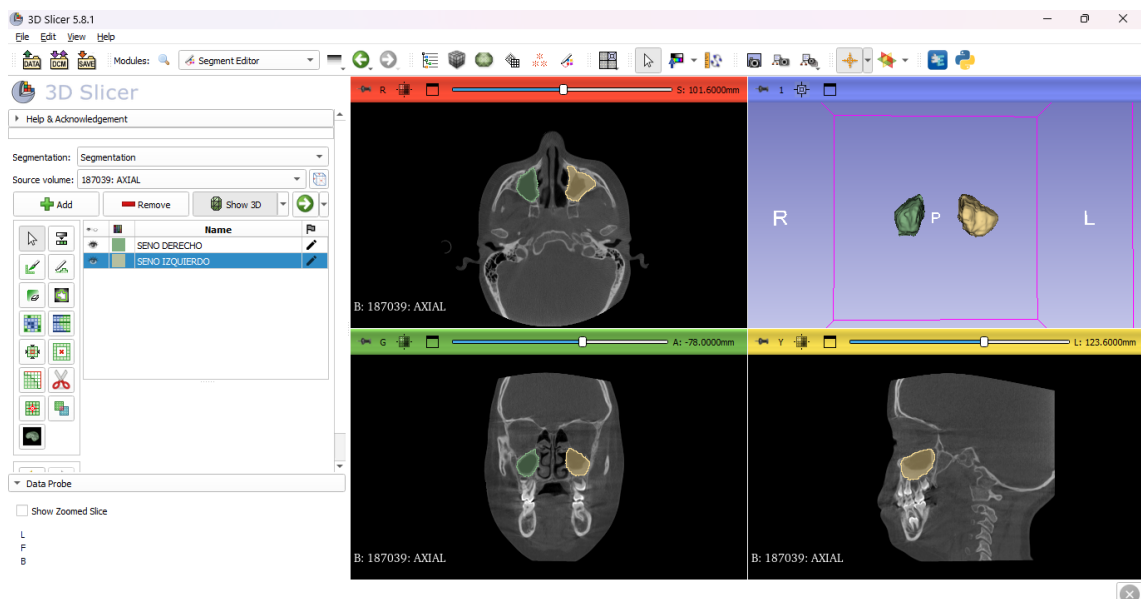 3D Slicer 5.8.1
File Edit View Help
DATA DCM SAVE Modules: Segment Editor
3D Slicer
Help & Acknowledgement
Segmentation: Segmentation
Source volume: 187039: AXIAL
Add Remove Show 3D
Name
SENO DERECHO
SENO IZQUIERDO
Data Probe
Show Zoomed Slice
L
F
B
R S: 101.6000mm
B: 187039: AXIAL
1
R P L
G A: -78.0000mm
B: 187039: AXIAL
Y L: 123.6000mm
B: 187039: AXIAL